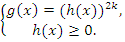 g(x) = (h(x))²ᵏ,
h(x) ≥ 0.